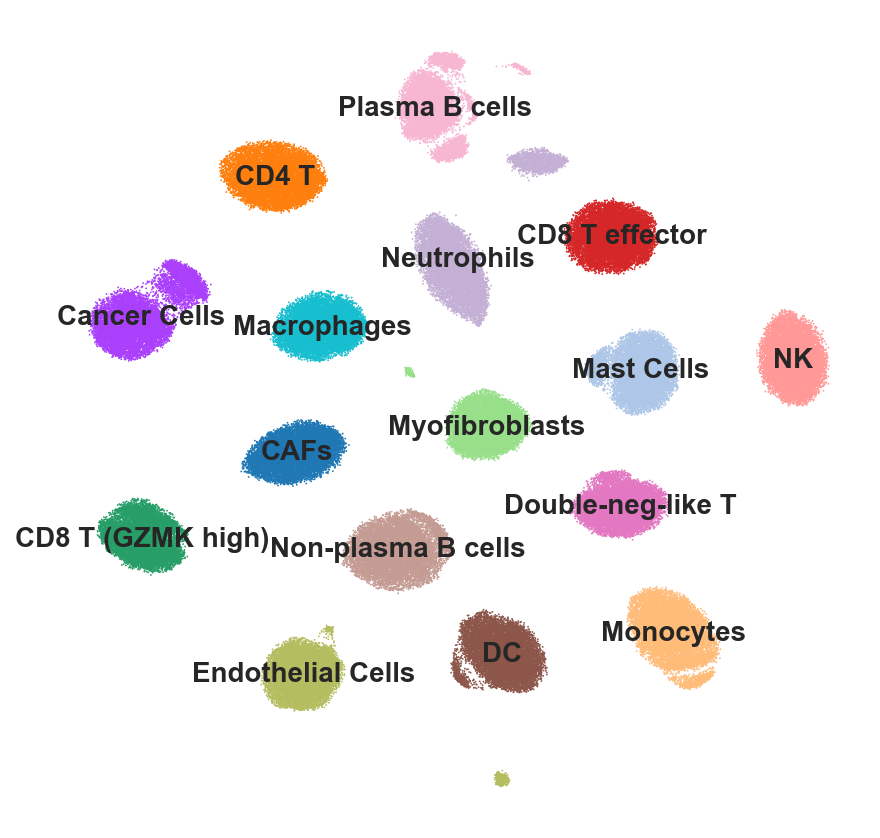 Plasma B cells
CD4 T
CD8 T effector
Neutrophils
Cancer Cells
Macrophages
NK
Mast Cells
Myofibroblasts
CAFs
Double-neg-like T
CD8 T (GZMK high)
Non-plasma B cells
Monocytes
DC
Endothelial Cells